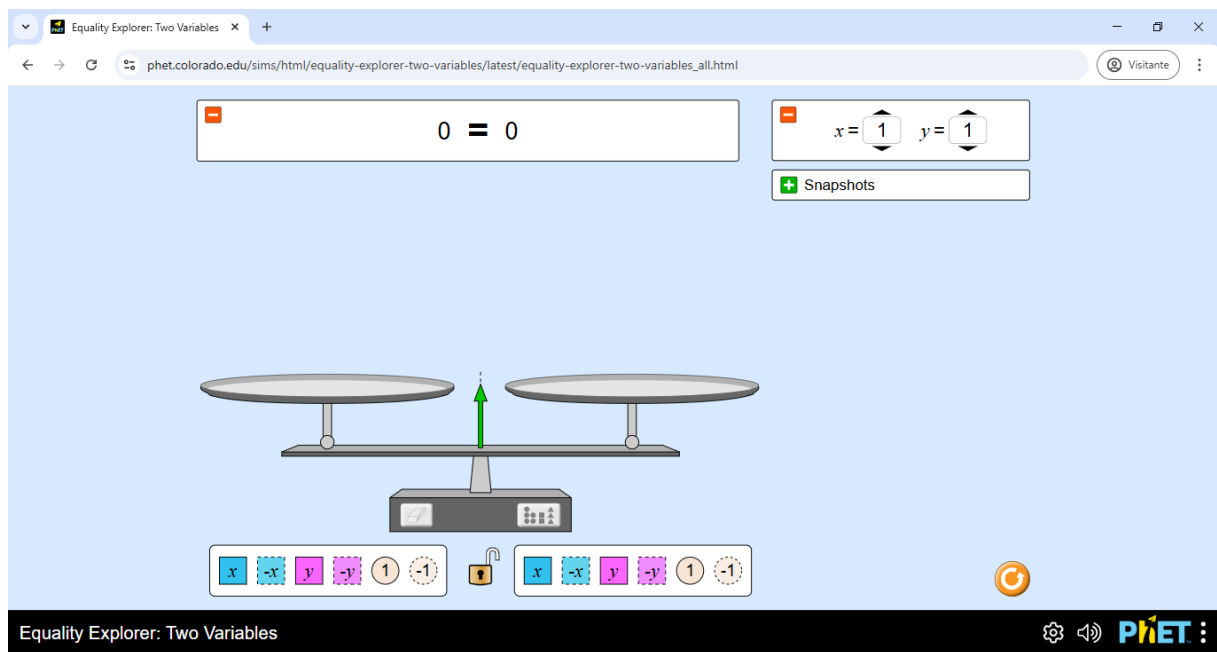 Equality Explorer: Two Variables
phet.colorado.edu/sims/html/equality-explorer-two-variables/latest/equality-explorer-two-variables_all.html
Visitante
0 = 0
x = 1 y = 1
Snapshots
x -x y -y 1 -1
x -x y -y 1 -1
Equality Explorer: Two Variables
PhET